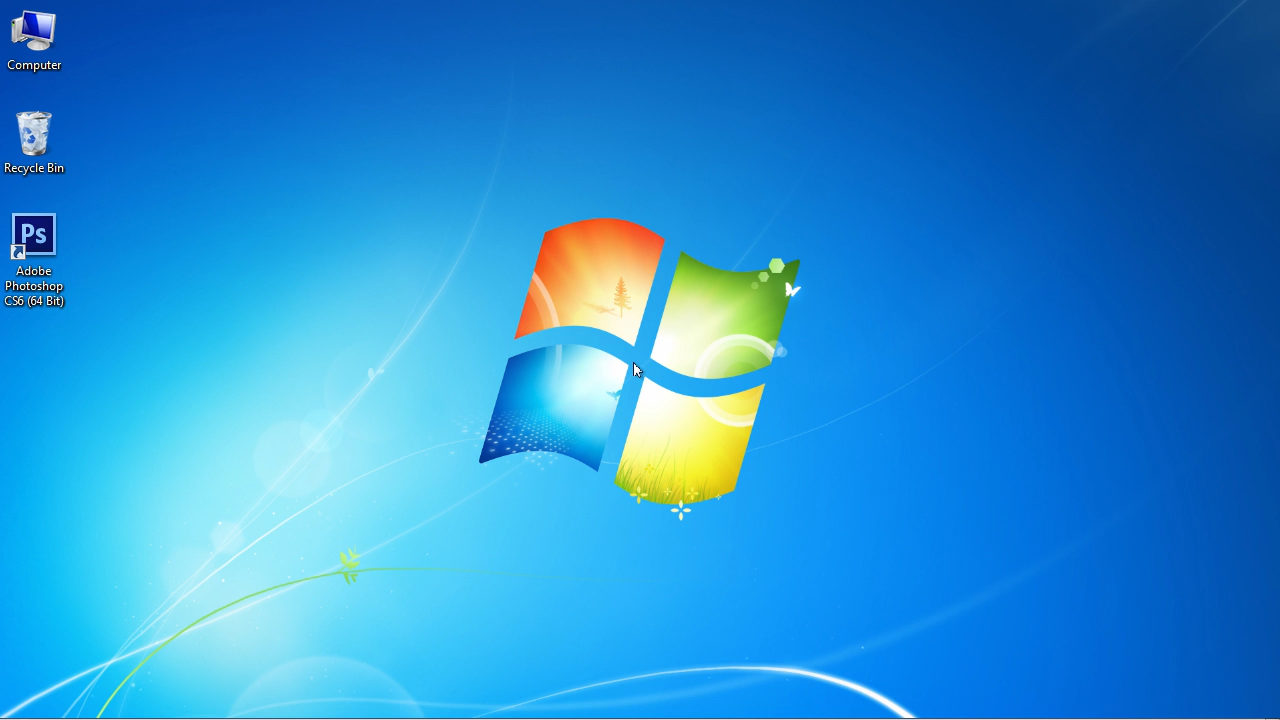 Computer
Recycle Bin
Ps
Adobe
Photoshop
CS6 (64 Bit)